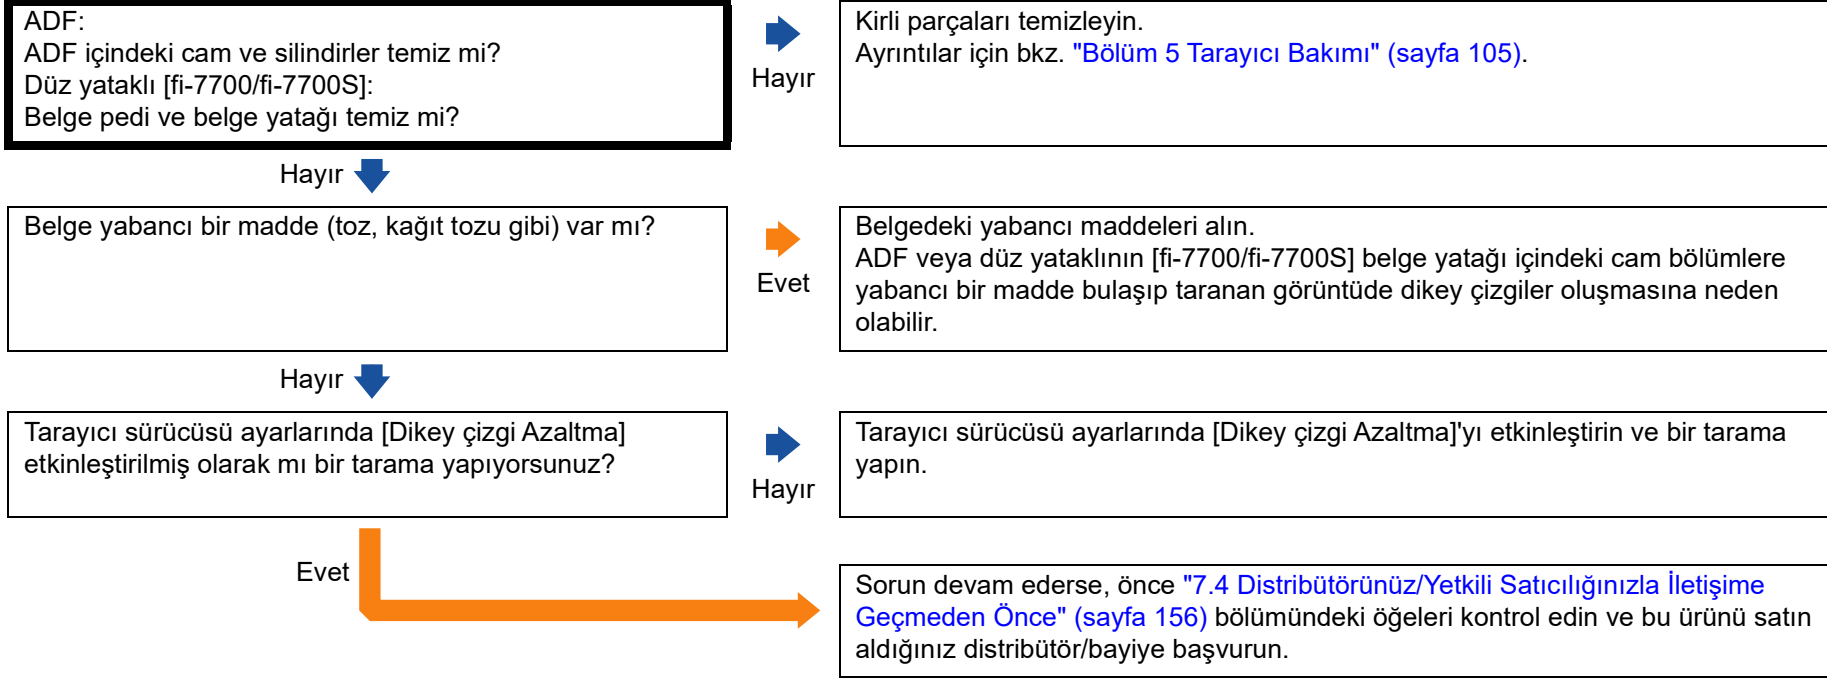 ADF:
ADF içindeki cam ve silindirler temiz mi?
Düz yataklı [fi-7700/fi-7700S]:
Belge pedi ve belge yatağı temiz mi?
Hayır
Kirli parçaları temizleyin.
Ayrıntılar için bkz. "Bölüm 5 Tarayıcı Bakımı" (sayfa 105).
Hayır
Belge yabancı bir madde (toz, kağıt tozu gibi) var mı?
Evet
Belgedeki yabancı maddeleri alın.
ADF veya düz yataklının [fi-7700/fi-7700S] belge yatağı içindeki cam bölümlere
yabancı bir madde bulaşıp taranan görüntüde dikey çizgiler oluşmasına neden
olabilir.
Hayır
Tarayıcı sürücüsü ayarlarında [Dikey çizgi Azaltma]
etkinleştirilmiş olarak mı bir tarama yapıyorsunuz?
Hayır
Tarayıcı sürücüsü ayarlarında [Dikey çizgi Azaltma]'yı etkinleştirin ve bir tarama
yapın.
Evet
Sorun devam ederse, önce "7.4 Distribütörünüz/Yetkili Satıcılığınızla İletişime
Geçmeden Önce" (sayfa 156) bölümündeki öğeleri kontrol edin ve bu ürünü satın
aldığınız distribütör/bayiye başvurun.